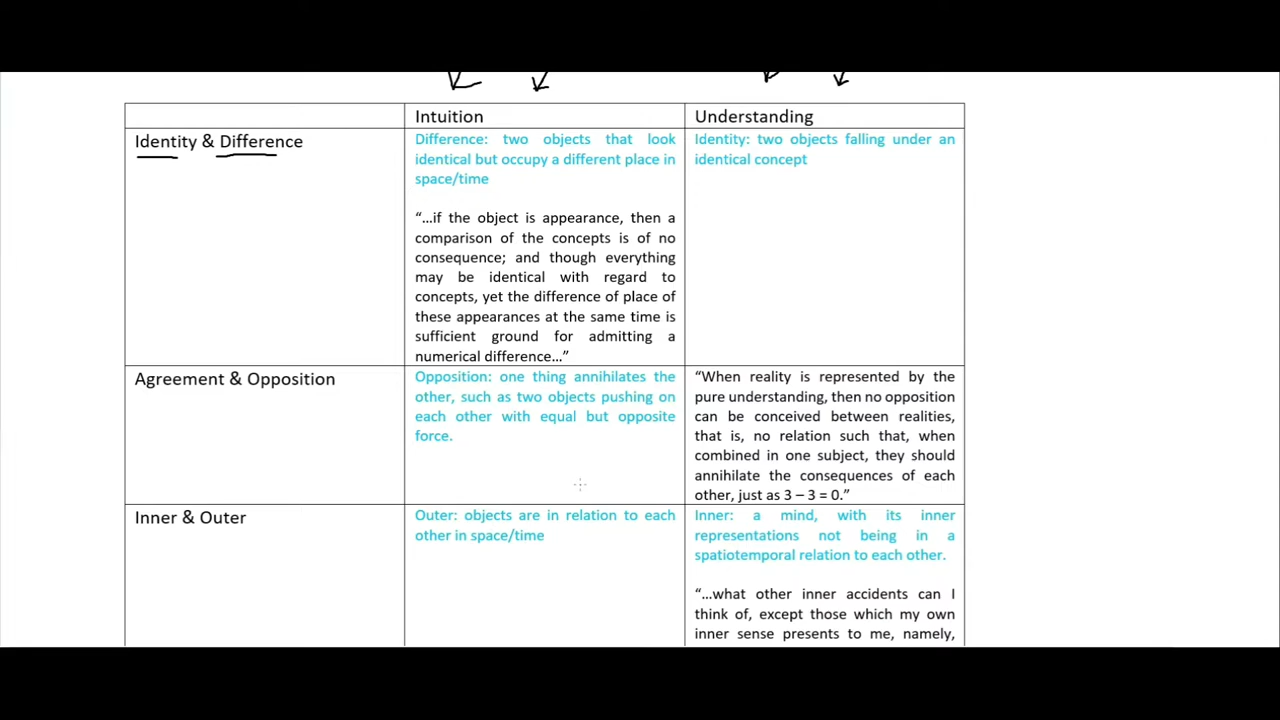 Intuition
Understanding
Identity & Difference
Difference: two objects that look
identical but occupy a different place in
space/time
"…if the object is appearance, then a
comparison of the concepts is of no
consequence; and though everything
may be identical with regard to
concepts, yet the difference of place of
these appearances at the same time is
sufficient ground for admitting a
numerical difference…"
Identity: two objects falling under an
identical concept
Agreement & Opposition
Opposition: one thing annihilates the
other, such as two objects pushing on
each other with equal but opposite
force.
"When reality is represented by the
pure understanding, then no opposition
can be conceived between realities,
that is, no relation such that, when
combined in one subject, they should
annihilate the consequences of each
other, just as 3 – 3 = 0."
Inner & Outer
Outer: objects are in relation to each
other in space/time
Inner: a mind, with its inner
representations not being in a
spatiotemporal relation to each other.
"…what other inner accidents can I
think of, except those which my own
inner sense presents to me, namely,